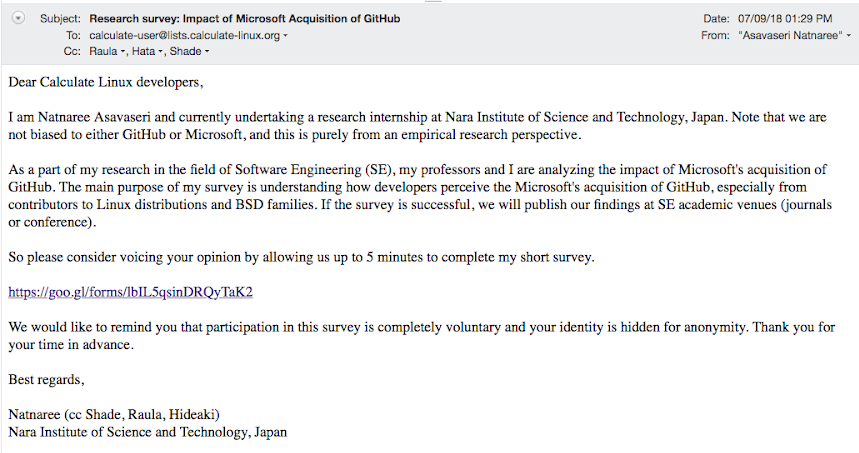 Subject: Research survey: Impact of Microsoft Acquisition of GitHub
Date: 07/09/18 01:29 PM
To: calculate-user@lists.calculate-linux.org
From: "Asavaseri Natnaree"
Cc: Raula, Hata, Shade
Dear Calculate Linux developers,
I am Natnaree Asavaseri and currently undertaking a research internship at Nara Institute of Science and Technology, Japan. Note that we are
not biased to either GitHub or Microsoft, and this is purely from an empirical research perspective.
As a part of my research in the field of Software Engineering (SE), my professors and I are analyzing the impact of Microsoft's acquisition of
GitHub. The main purpose of my survey is understanding how developers perceive the Microsoft's acquisition of GitHub, especially from
contributors to Linux distributions and BSD families. If the survey is successful, we will publish our findings at SE academic venues (journals
or conference).
So please consider voicing your opinion by allowing us up to 5 minutes to complete my short survey.
https://goo.gl/forms/lbIL5qsinDRQyTaK2
We would like to remind you that participation in this survey is completely voluntary and your identity is hidden for anonymity. Thank you for
your time in advance.
Best regards,
Natnaree (cc Shade, Raula, Hideaki)
Nara Institute of Science and Technology, Japan